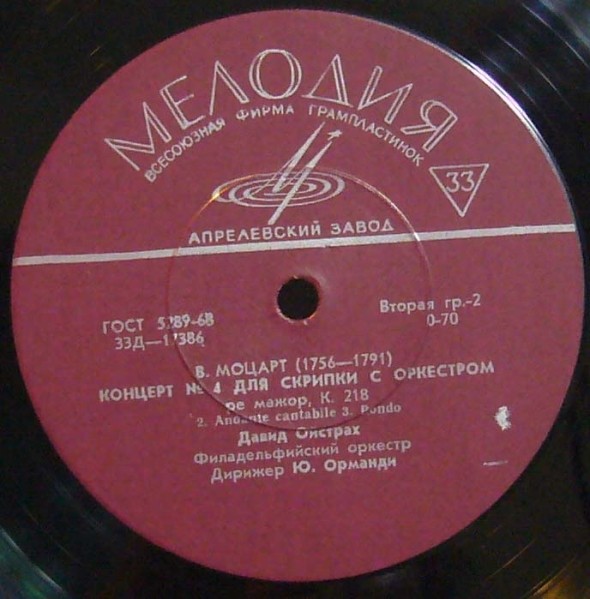 МЕЛОДИЯ
ВСЕСОЮЗНАЯ ФИРМА ГРАМПЛАСТИНОК
33
АПРЕЛЕВСКИЙ ЗАВОД
ГОСТ 5289-68
Вторая гр.-2
33Д—17386
0-70
В. МОЦАРТ (1756—1791)
КОНЦЕРТ № 4 ДЛЯ СКРИПКИ С ОРКЕСТРОМ
ре мажор, К. 218
2. Andante cantabile 3. Rondo
Давид Ойстрах
Филадельфийский оркестр
Дирижер Ю. Орманди